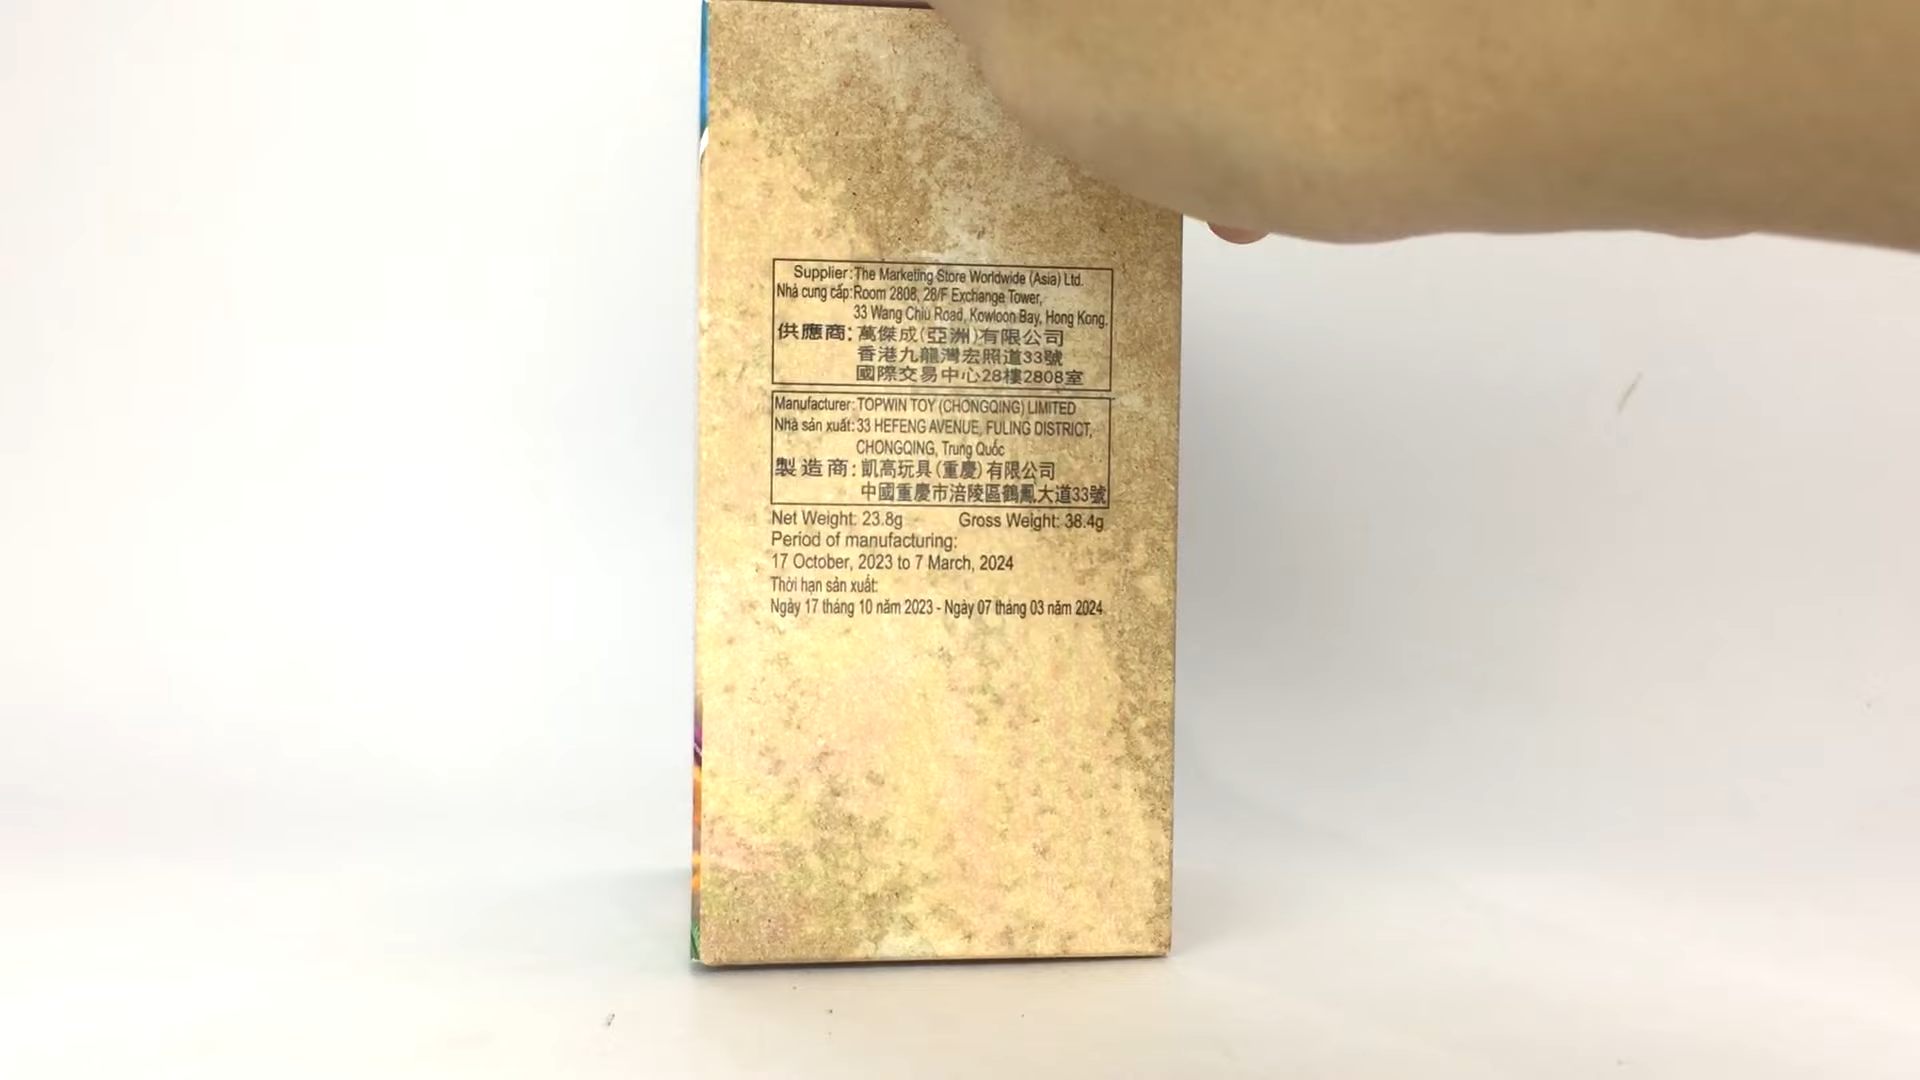 Supplier: The Marketing Store Worldwide (Asia) Ltd.
Nhà cung cấp: Room 2808, 28/F Exchange Tower,
33 Wang Chiu Road, Kowloon Bay, Hong Kong.
供應商: 萬傑成(亞洲)有限公司
香港九龍灣宏照道33號
國際交易中心28樓2808室
Manufacturer: TOPWIN TOY (CHONGQING) LIMITED
Nhà sản xuất: 33 HEFENG AVENUE, FULING DISTRICT,
CHONGQING, Trung Quốc
製造商: 凱高玩具(重慶)有限公司
中國重慶市涪陵區鶴鳳大道33號
Net Weight: 23.8g Gross Weight: 38.4g
Period of manufacturing:
17 October, 2023 to 7 March, 2024
Thời hạn sản xuất:
Ngày 17 tháng 10 năm 2023 - Ngày 07 tháng 03 năm 2024